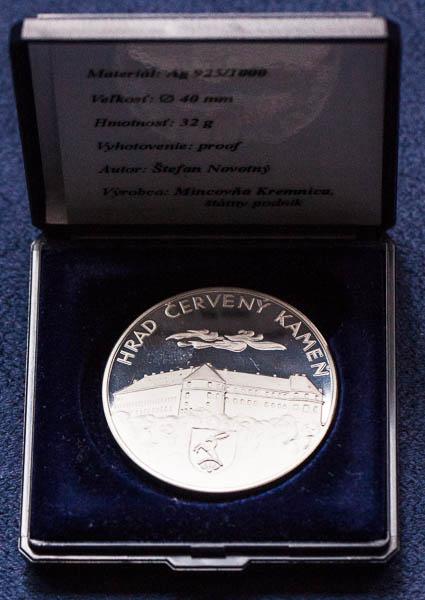 Materiál: Ag 925/1000
Veľkosť: Ø 40 mm
Hmotnosť: 32 g
Vyhotovenie: proof
Autor: Štefan Novotný
Výrobca: Mincovňa Kremnica,
štátny podnik
HRAD ČERVENÝ KAMEŇ